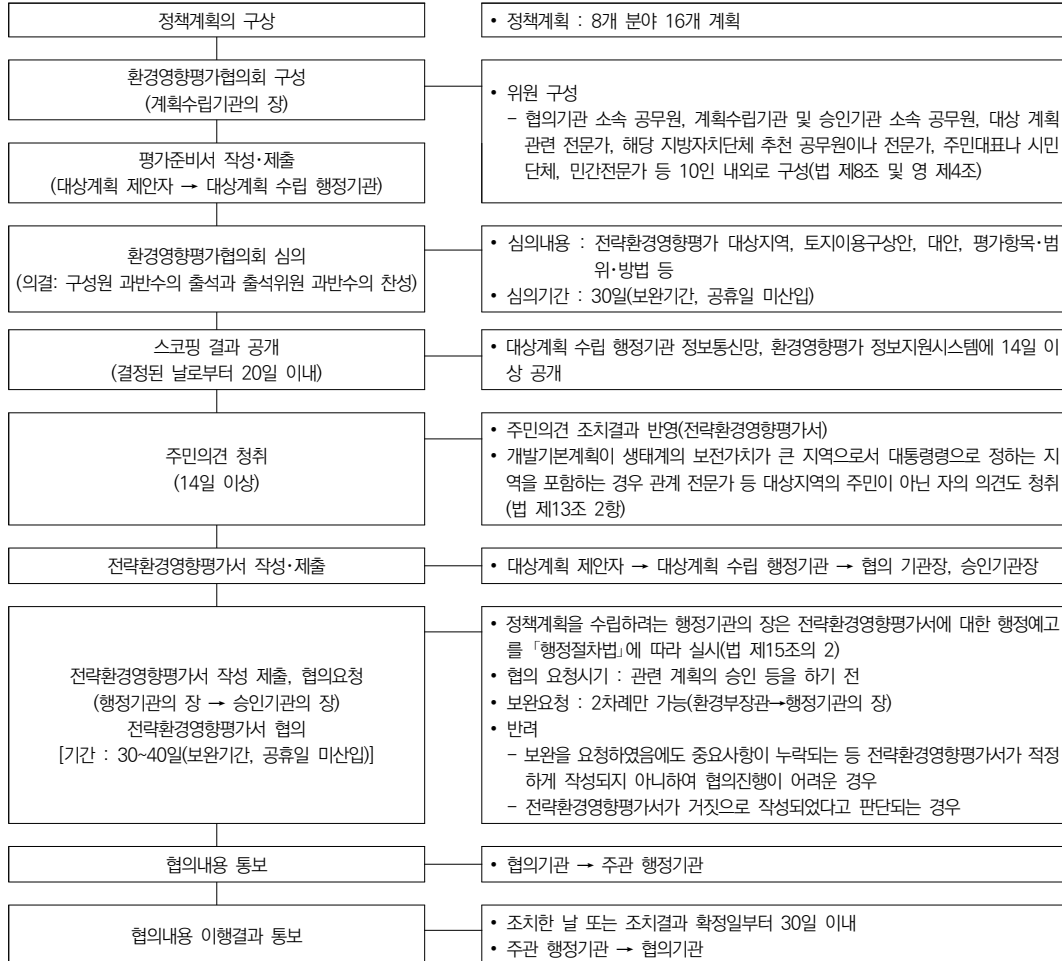 정책계획의 구상
• 정책계획 : 8개 분야 16개 계획
환경영향평가협의회 구성
(계획수립기관의 장)
• 위원 구성
- 협의기관 소속 공무원, 계획수립기관 및 승인기관 소속 공무원, 대상 계획
관련 전문가, 해당 지방자치단체 추천 공무원이나 전문가, 주민대표나 시민
단체, 민간전문가 등 10인 내외로 구성(법 제8조 및 영 제4조)
평가준비서 작성·제출
(대상계획 제안자 → 대상계획 수립 행정기관)
환경영향평가협의회 심의
(의결: 구성원 과반수의 출석과 출석위원 과반수의 찬성)
• 심의내용 : 전략환경영향평가 대상지역, 토지이용구상안, 대안, 평가항목·범
위·방법 등
• 심의기간 : 30일(보완기간, 공휴일 미산입)
스코핑 결과 공개
(결정된 날로부터 20일 이내)
• 대상계획 수립 행정기관 정보통신망, 환경영향평가 정보지원시스템에 14일 이
상 공개
주민의견 청취
(14일 이상)
• 주민의견 조치결과 반영(전략환경영향평가서)
• 개발기본계획이 생태계의 보전가치가 큰 지역으로서 대통령령으로 정하는 지
역을 포함하는 경우 관계 전문가 등 대상지역의 주민이 아닌 자의 의견도 청취
(법 제13조 2항)
전략환경영향평가서 작성·제출
• 대상계획 제안자 → 대상계획 수립 행정기관 → 협의 기관장, 승인기관장
전략환경영향평가서 작성 제출, 협의요청
(행정기관의 장 → 승인기관의 장)
전략환경영향평가서 협의
[기간 : 30~40일(보완기간, 공휴일 미산입)]
• 정책계획을 수립하려는 행정기관의 장은 전략환경영향평가서에 대한 행정예고
를 「행정절차법」에 따라 실시(법 제15조의 2)
• 협의 요청시기 : 관련 계획의 승인 등을 하기 전
• 보완요청 : 2차례만 가능(환경부장관→행정기관의 장)
• 반려
- 보완을 요청하였음에도 중요사항이 누락되는 등 전략환경영향평가서가 적정
하게 작성되지 아니하여 협의진행이 어려운 경우
- 전략환경영향평가서가 거짓으로 작성되었다고 판단되는 경우
협의내용 통보
• 협의기관 → 주관 행정기관
협의내용 이행결과 통보
• 조치한 날 또는 조치결과 확정일부터 30일 이내
• 주관 행정기관 → 협의기관